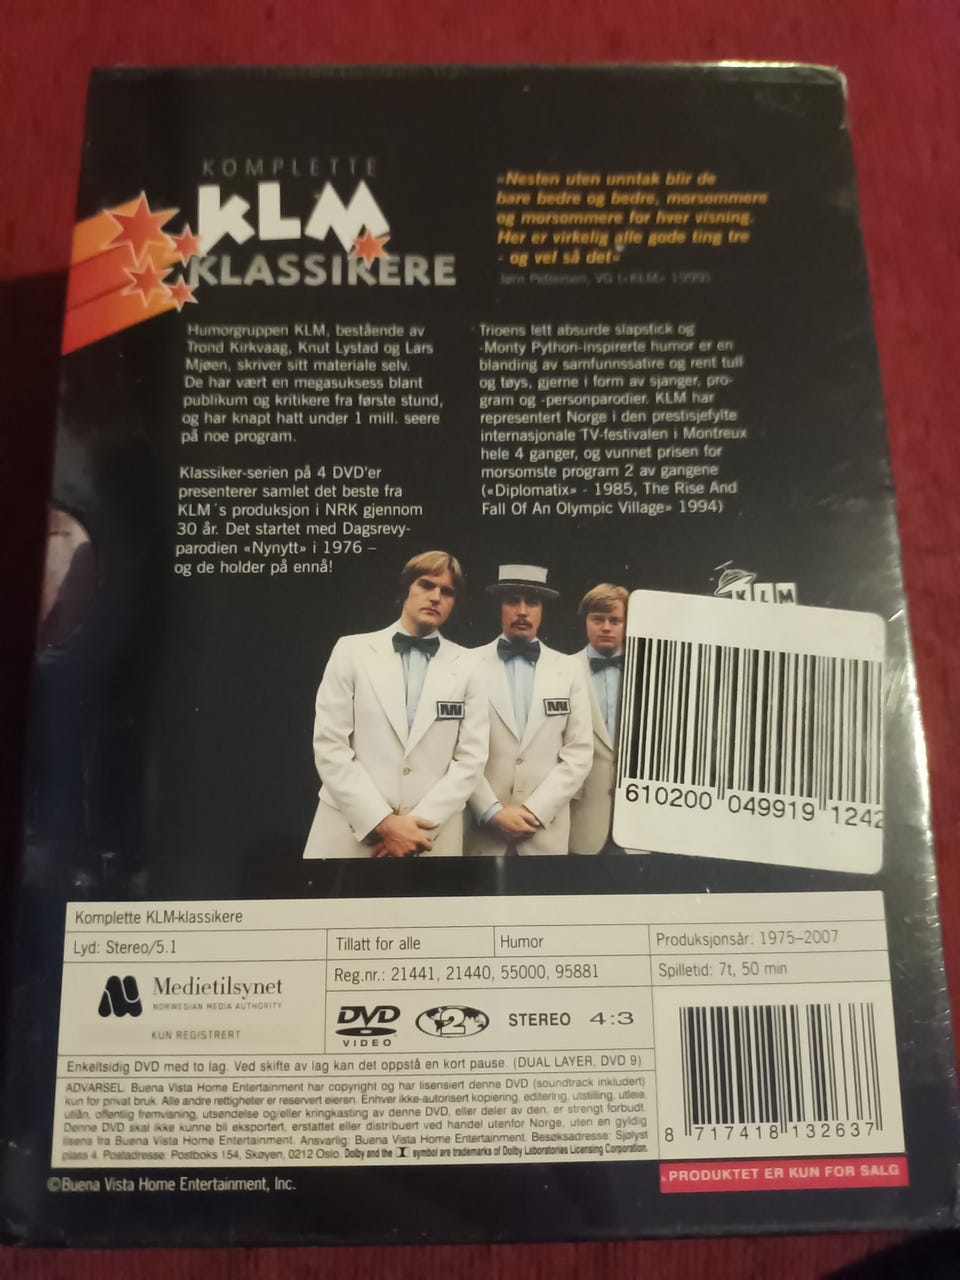 KOMPLETTE
KLM
KLASSIKERE
«Nesten uten unntak blir de
bare bedre og bedre, morsommere
og morsommere for hver visning.
Her er virkelig alle gode ting tre
- og vel så det»
Jørn Pettersen, VG («KLM» 1999)
Humorgruppen KLM, bestående av
Trond Kirkvaag, Knut Lystad og Lars
Mjøen, skriver sitt materiale selv.
De har vært en megasuksess blant
publikum og kritikere fra første stund,
og har knapt hatt under 1 mill. seere
på noe program.
Klassiker-serien på 4 DVD'er
presenterer samlet det beste fra
KLM´s produksjon i NRK gjennom
30 år. Det startet med Dagsrevy-
parodien «Nynytt» i 1976 –
og de holder på ennå!
Trioens lett absurde slapstick og
-Monty Python-inspirerte humor er en
blanding av samfunnssatire og rent tull
og tøys, gjerne i form av sjanger, pro-
gram og -personparodier. KLM har
representert Norge i den prestisjefylte
internasjonale TV-festivalen i Montreux
hele 4 ganger, og vunnet prisen for
morsomste program 2 av gangene
(«Diplomatix» - 1985, The Rise And
Fall Of An Olympic Village» 1994)
KLM
610200 049919 1242
Komplette KLM-klassikere
Lyd: Stereo/5.1
Tillatt for alle
Humor
Produksjonsår: 1975–2007
Medietilsynet
NORWEGIAN MEDIA AUTHORITY
KUN REGISTRERT
Reg.nr.: 21441, 21440, 55000, 95881
Spilletid: 7t, 50 min
DVD
VIDEO
2
STEREO 4:3
Enkeltsidig DVD med to lag. Ved skifte av lag kan det oppstå en kort pause. (DUAL LAYER, DVD 9)
ADVARSEL. Buena Vista Home Entertainment har copyright og har lisensiert denne DVD (soundtrack inkludert)
kun for privat bruk. Alle andre rettigheter er reservert eieren. Enhver ikke-autorisert kopiering, editering, utstilling, utleie,
utlån, offentlig fremvisning, utsendelse og/eller kringkasting av denne DVD, eller deler av den, er strengt forbudt.
Denne DVD skal ikke kunne bli eksportert, erstattet eller distribuert ved handel utenfor Norge, uten en gyldig
lisens fra Buena Vista Home Entertainment. Ansvarlig: Buena Vista Home Entertainment. Besøksadresse: Sjølyst
plass 4. Postadresse: Postboks 154, Skøyen, 0212 Oslo. Dolby and the symbol are trademarks of Dolby Laboratories Licensing Corporation.
8 717418 132637
PRODUKTET ER KUN FOR SALG
©Buena Vista Home Entertainment, Inc.